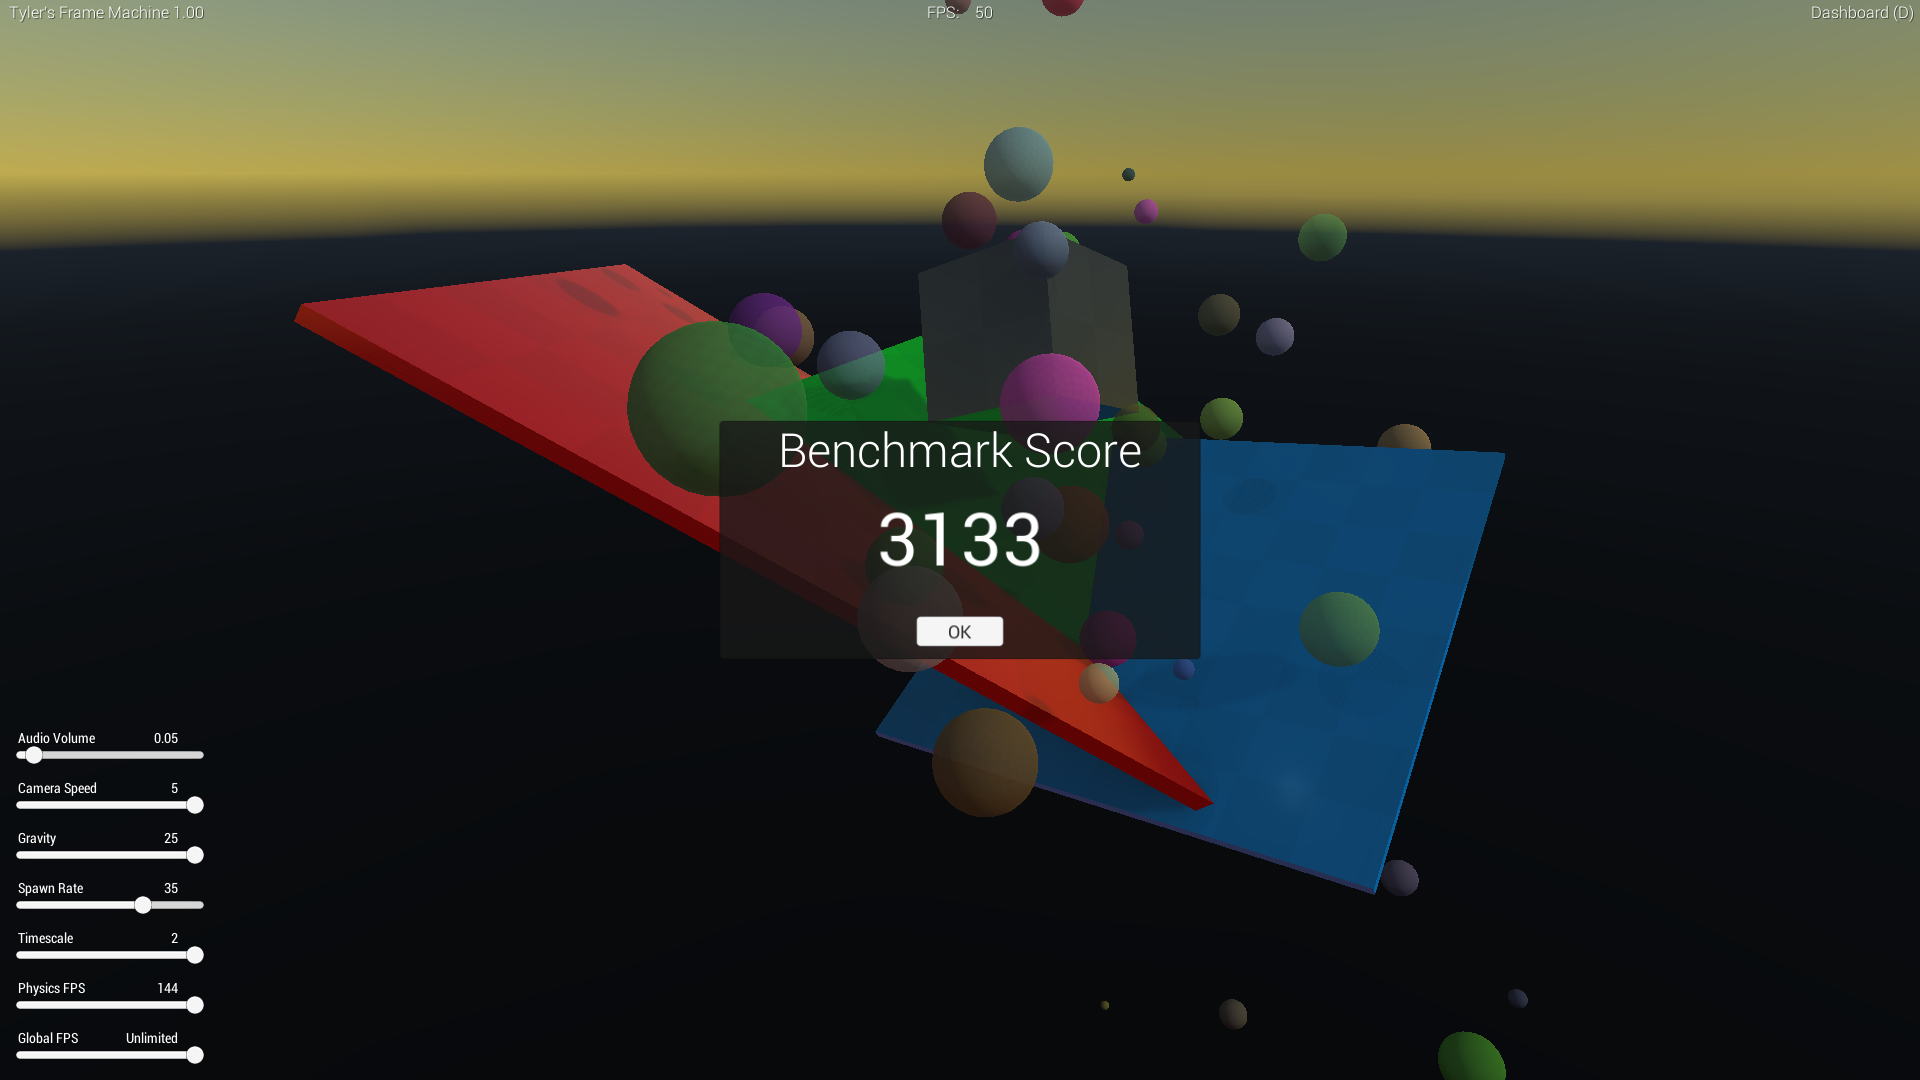 Tyler's Frame Machine 1.00
FPS: 50
Dashboard (D)
Benchmark Score
3133
OK
Audio Volume 0.05
Camera Speed 5
Gravity 25
Spawn Rate 35
Timescale 2
Physics FPS 144
Global FPS Unlimited